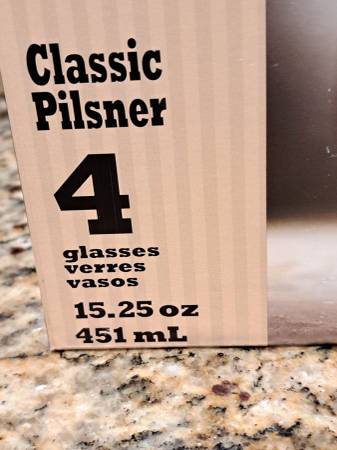 Classic
Pilsner
4
glasses
verres
vasos
15.25 oz
451 mL